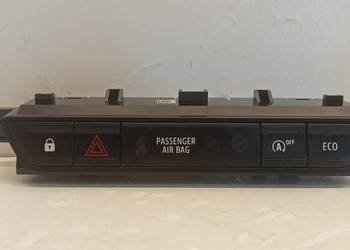 PASSENGER
AIR BAG
A OFF
ECO